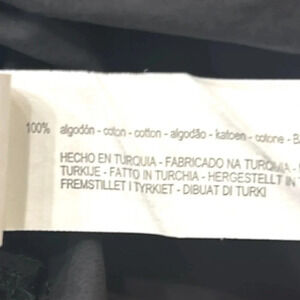 100% algodón - coton - cotton - algodão - katoen - cotone - 
HECHO EN TURQUIA - FABRICADO NA TURQUIA -
TURKIJE - FATTO IN TURCHIA - HERGESTELLT IN
FREMSTILLET I TYRKIET - DIBUAT DI TURKI